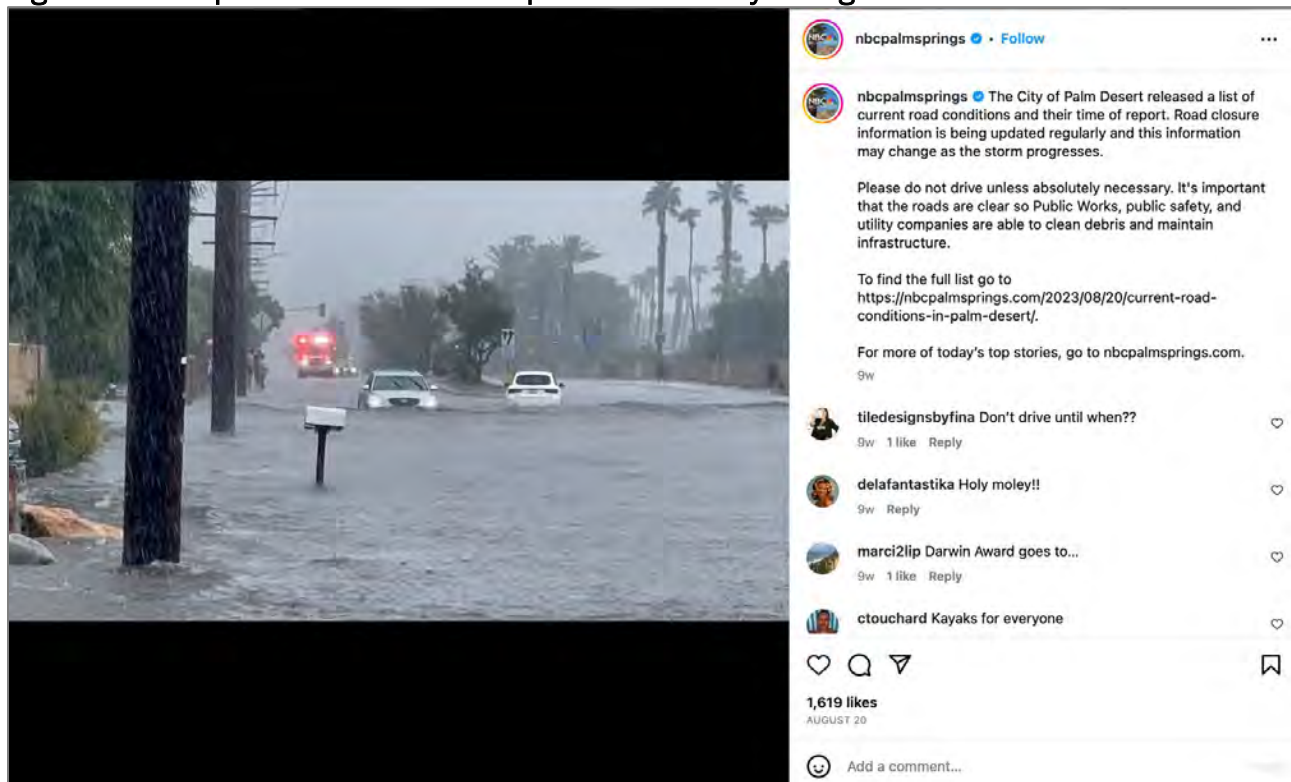 nbcpalmsprings • Follow
nbcpalmsprings The City of Palm Desert released a list of
current road conditions and their time of report. Road closure
information is being updated regularly and this information
may change as the storm progresses.
Please do not drive unless absolutely necessary. It's important
that the roads are clear so Public Works, public safety, and
utility companies are able to clean debris and maintain
infrastructure.
To find the full list go to
https://nbcpalmsprings.com/2023/08/20/current-road-
conditions-in-palm-desert/.
For more of today's top stories, go to nbcpalmsprings.com.
9w
tiledesignsbyfina Don't drive until when??
9w 1 like Reply
delafantastika Holy moley!!
9w Reply
marci2lip Darwin Award goes to...
9w 1 like Reply
ctouchard Kayaks for everyone
1,619 likes
AUGUST 20
Add a comment...